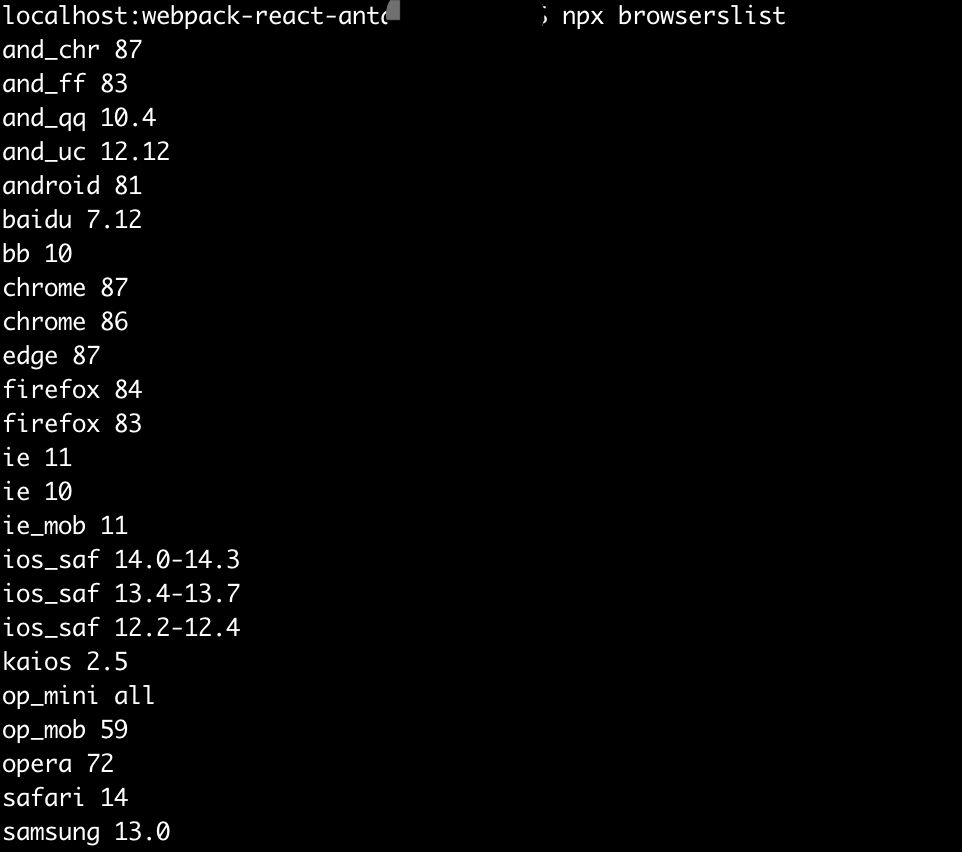 localhost:webpack-react-ant npx browserslist
and_chr 87
and_ff 83
and_qq 10.4
and_uc 12.12
android 81
baidu 7.12
bb 10
chrome 87
chrome 86
edge 87
firefox 84
firefox 83
ie 11
ie 10
ie_mob 11
ios_saf 14.0-14.3
ios_saf 13.4-13.7
ios_saf 12.2-12.4
kaios 2.5
op_mini all
op_mob 59
opera 72
safari 14
samsung 13.0